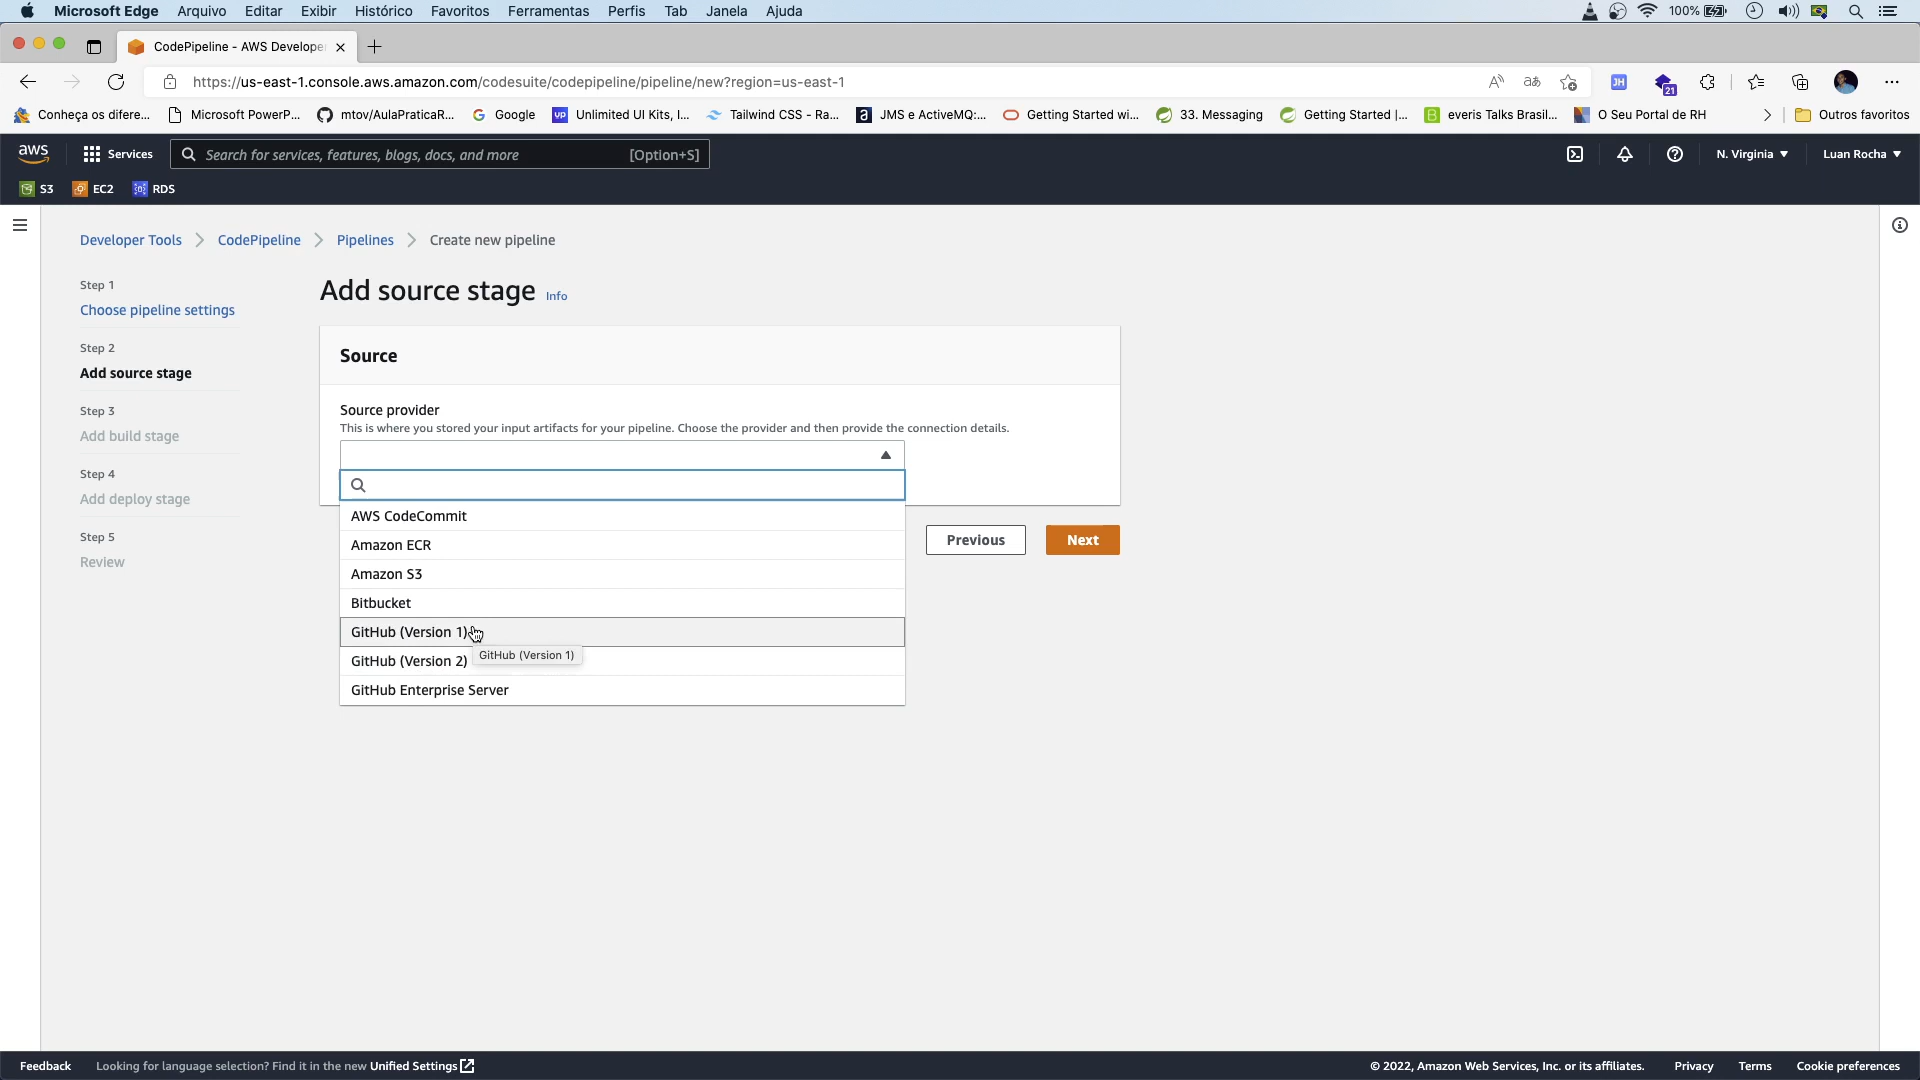 Microsoft Edge Arquivo Editar Exibir Histórico Favoritos Ferramentas Perfis Tab Janela Ajuda 100%
CodePipeline - AWS Develope
https://us-east-1.console.aws.amazon.com/codesuite/codepipeline/pipeline/new?region=us-east-1 aあ JH 21
Conheça os difere... Microsoft PowerP... mtov/AulaPraticaR... Google UP Unlimited UI Kits, I... Tailwind CSS - Ra... a JMS e ActiveMQ:... Getting Started wi... 33. Messaging Getting Started |... everis Talks Brasil... O Seu Portal de RH Outros favoritos
aws Services Search for services, features, blogs, docs, and more [Option+S] N. Virginia Luan Rocha
S3 EC2 RDS
Developer Tools CodePipeline Pipelines Create new pipeline
Step 1
Choose pipeline settings
Step 2
Add source stage
Step 3
Add build stage
Step 4
Add deploy stage
Step 5
Review
Add source stage Info
Source
Source provider
This is where you stored your input artifacts for your pipeline. Choose the provider and then provide the connection details.
AWS CodeCommit
Amazon ECR
Amazon S3
Bitbucket
GitHub (Version 1)
GitHub (Version 1)
GitHub (Version 2)
GitHub Enterprise Server
Previous Next
Feedback Looking for language selection? Find it in the new Unified Settings © 2022, Amazon Web Services, Inc. or its affiliates. Privacy Terms Cookie preferences